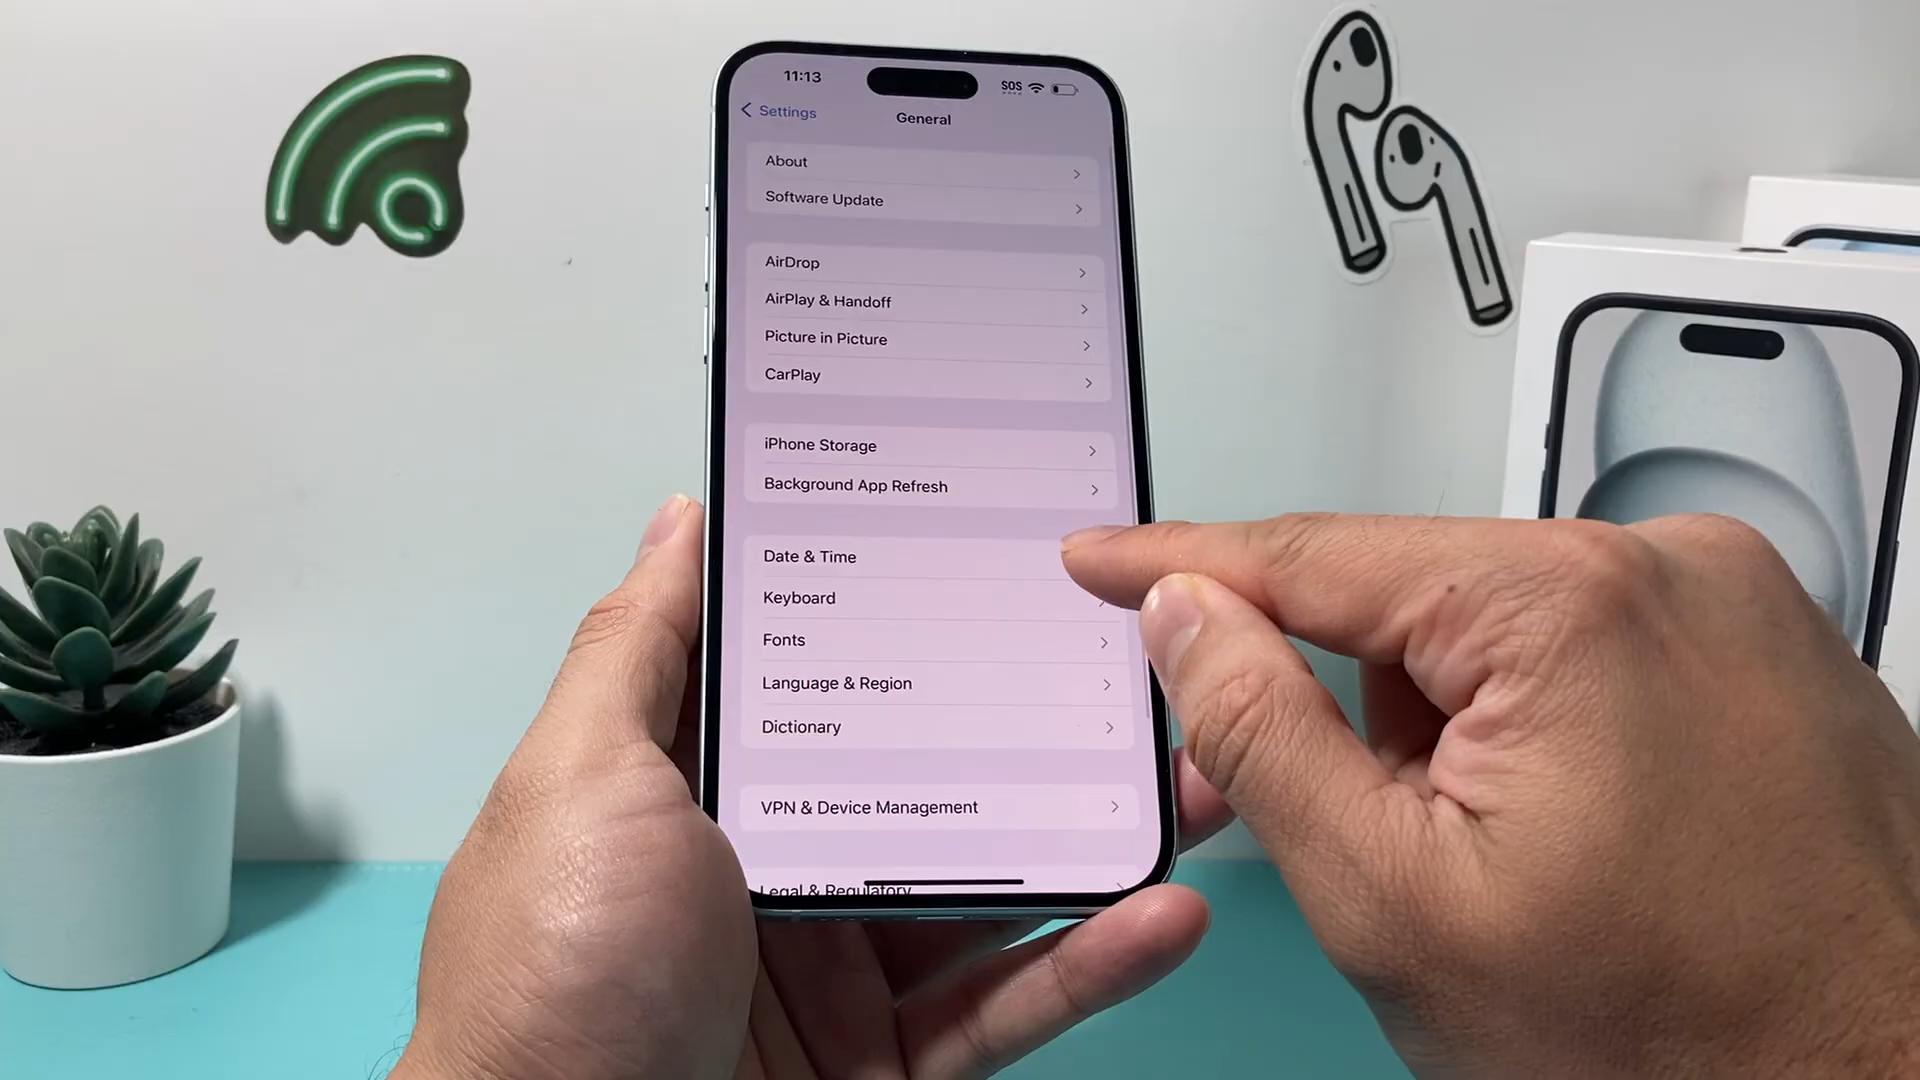 11:13
SOS
Settings
General
About
Software Update
AirDrop
AirPlay & Handoff
Picture in Picture
CarPlay
iPhone Storage
Background App Refresh
Date & Time
Keyboard
Fonts
Language & Region
Dictionary
VPN & Device Management
Legal & Regulatory